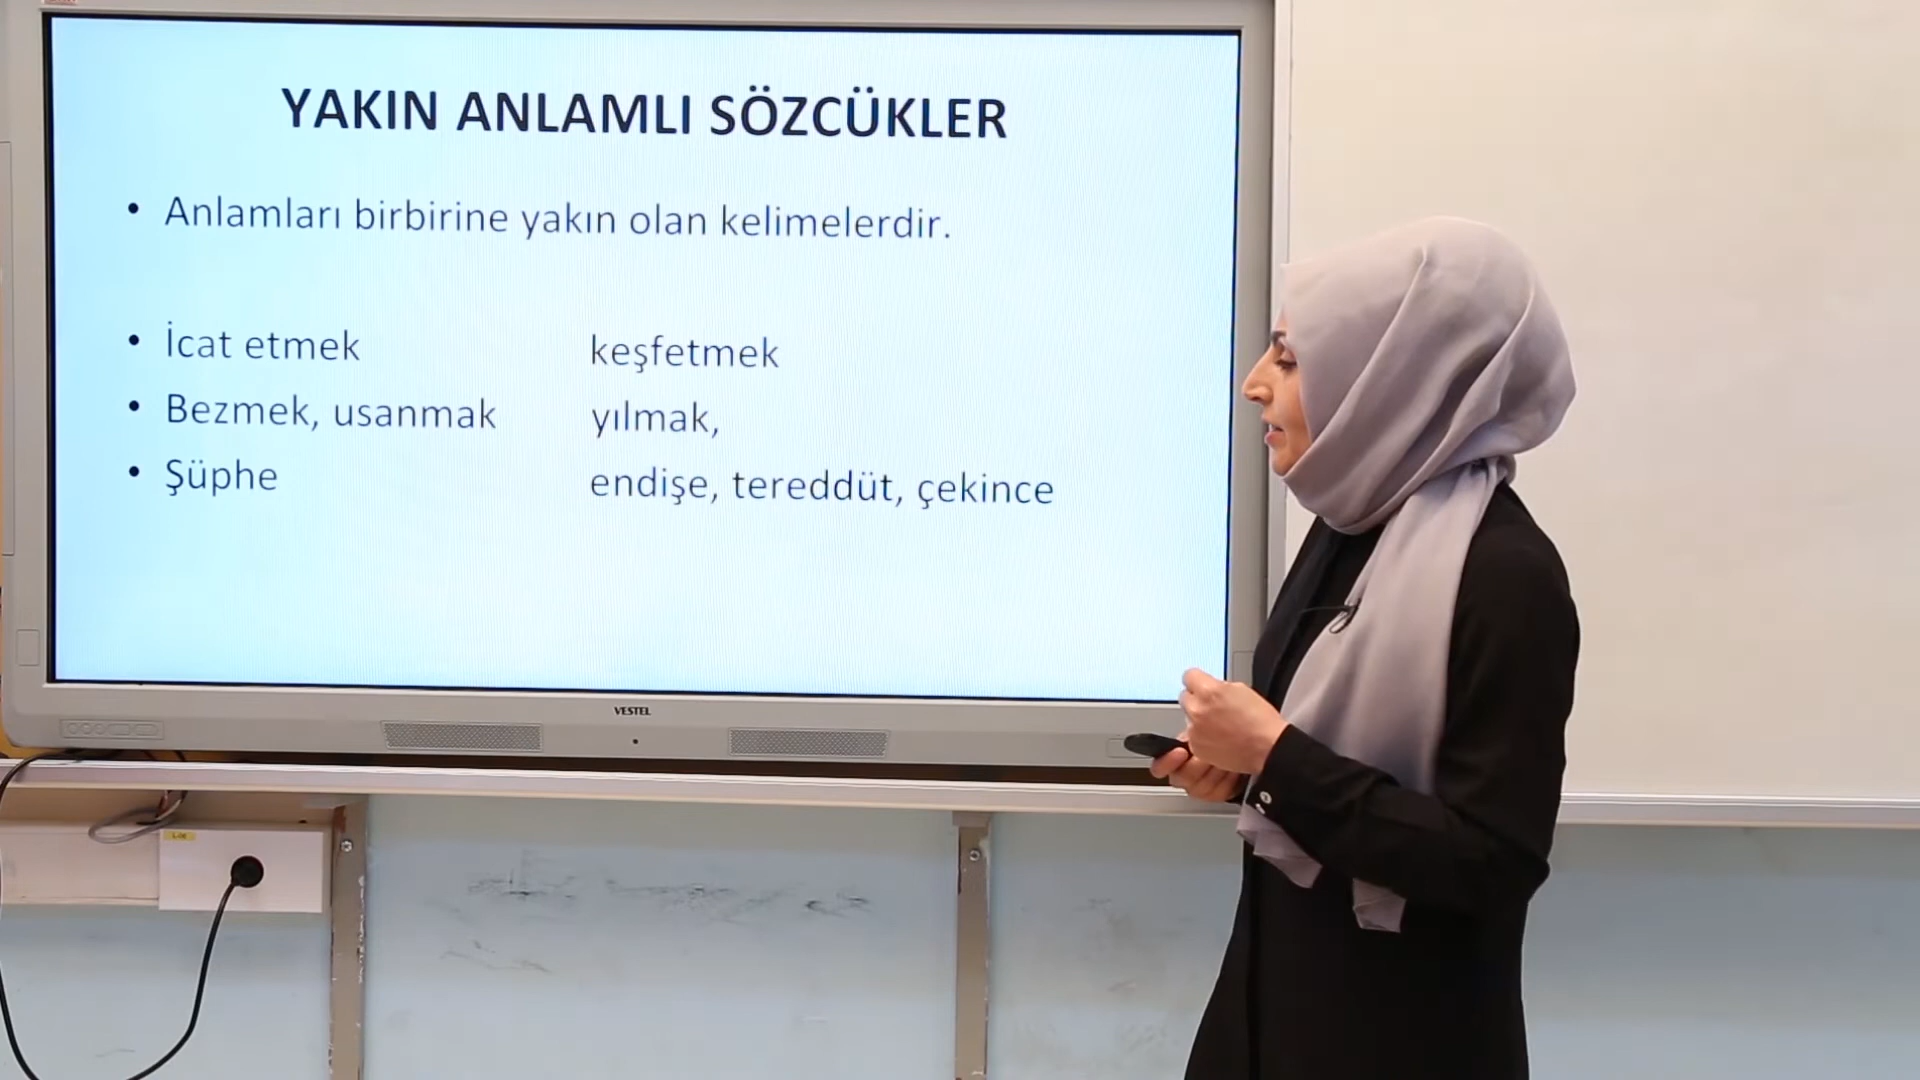 YAKIN ANLAMLI SÖZCÜKLER
• Anlamları birbirine yakın olan kelimelerdir.
• İcat etmek keşfetmek
• Bezmek, usanmak yılmak,
• Şüphe endişe, tereddüt, çekince
VESTEL